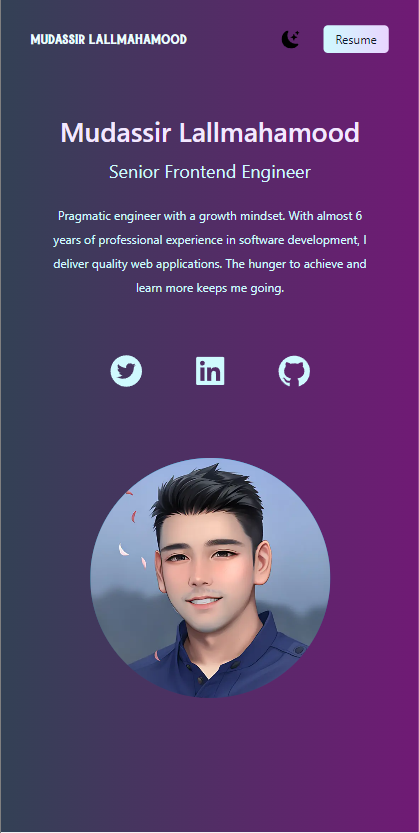 MUDASSIR LALLMAHAMOOD
Resume
Mudassir Lallmahamood
Senior Frontend Engineer
Pragmatic engineer with a growth mindset. With almost 6
years of professional experience in software development, I
deliver quality web applications. The hunger to achieve and
learn more keeps me going.
in